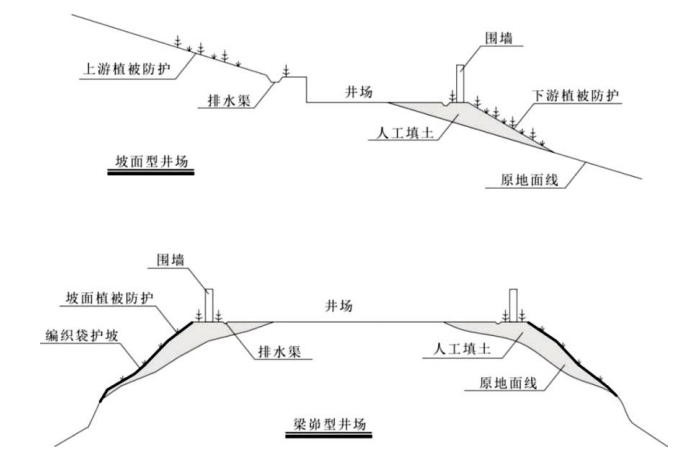 围墙
上游植被防护
井场
下游植被防护
排水渠
人工填土
坡面型井场
原地面线
围墙
坡面植被防护
井场
编织袋护坡
排水渠
人工填土
原地面线
梁峁型井场